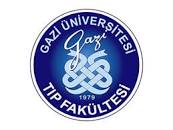 GAZİ ÜNİVERSİTESİ
Gazi
1979
TIP FAKÜLTESİ